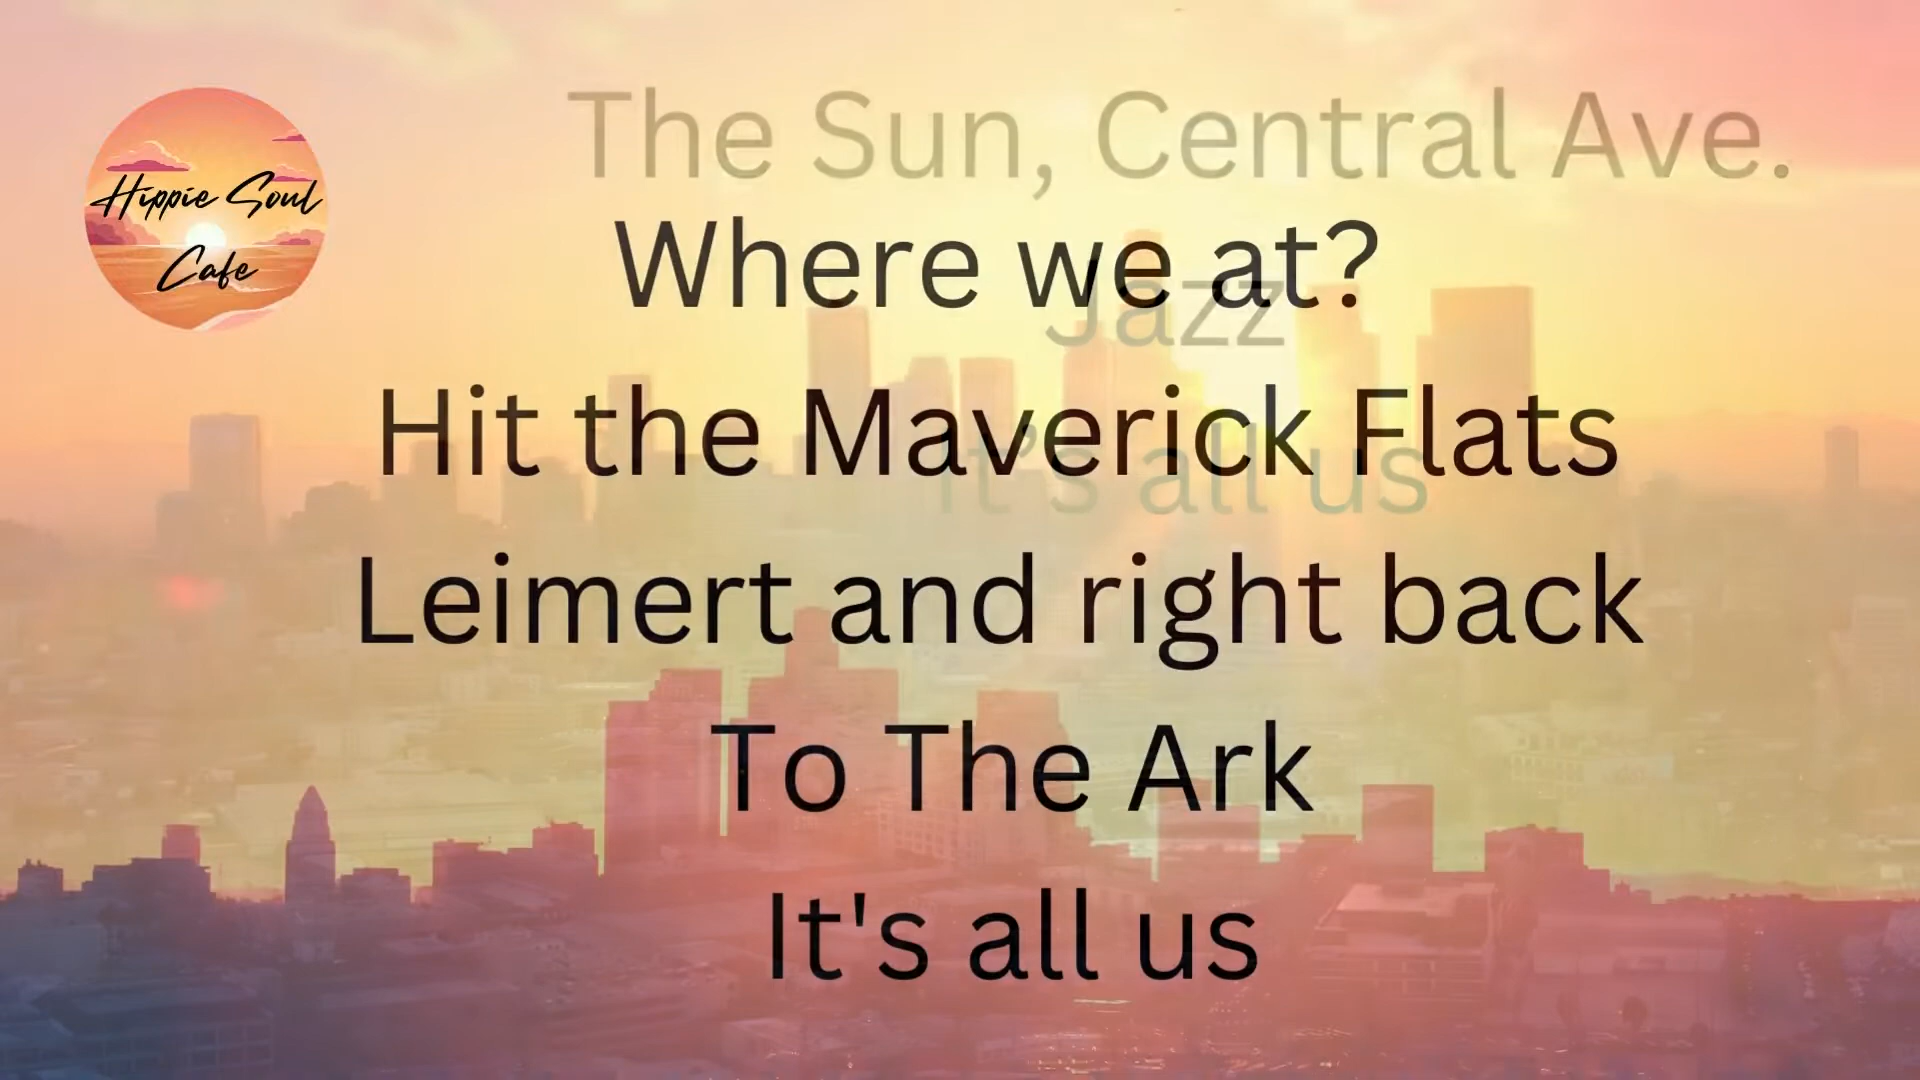 Hippie Soul
Cafe
The Sun, Central Ave.
Where we at?
Jazz
Hit the Maverick Flats
It's all us
Leimert and right back
To The Ark
It's all us